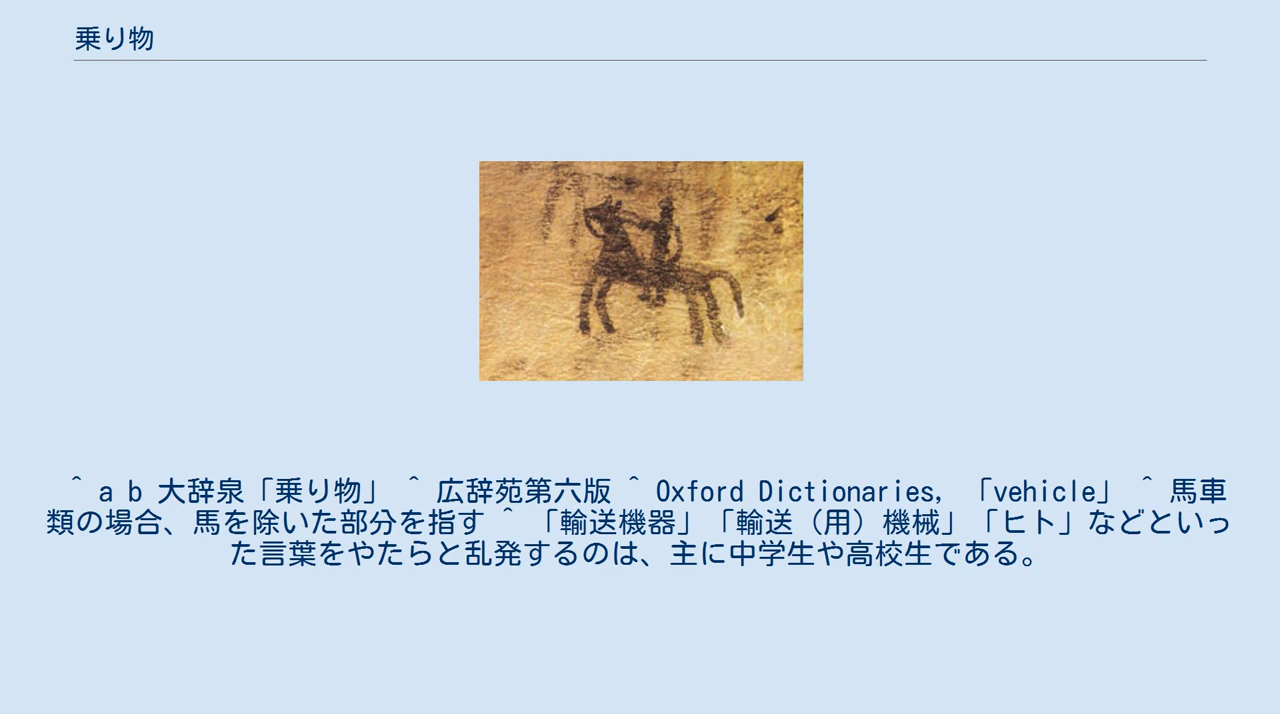 乗り物
^ a b 大辞泉「乗り物」 ^ 広辞苑第六版 ^ Oxford Dictionaries, 「vehicle」 ^ 馬車
類の場合、馬を除いた部分を指す ^ 「輸送機器」「輸送（用）機械」「ヒト」などといっ
た言葉をやたらと乱発するのは、主に中学生や高校生である。